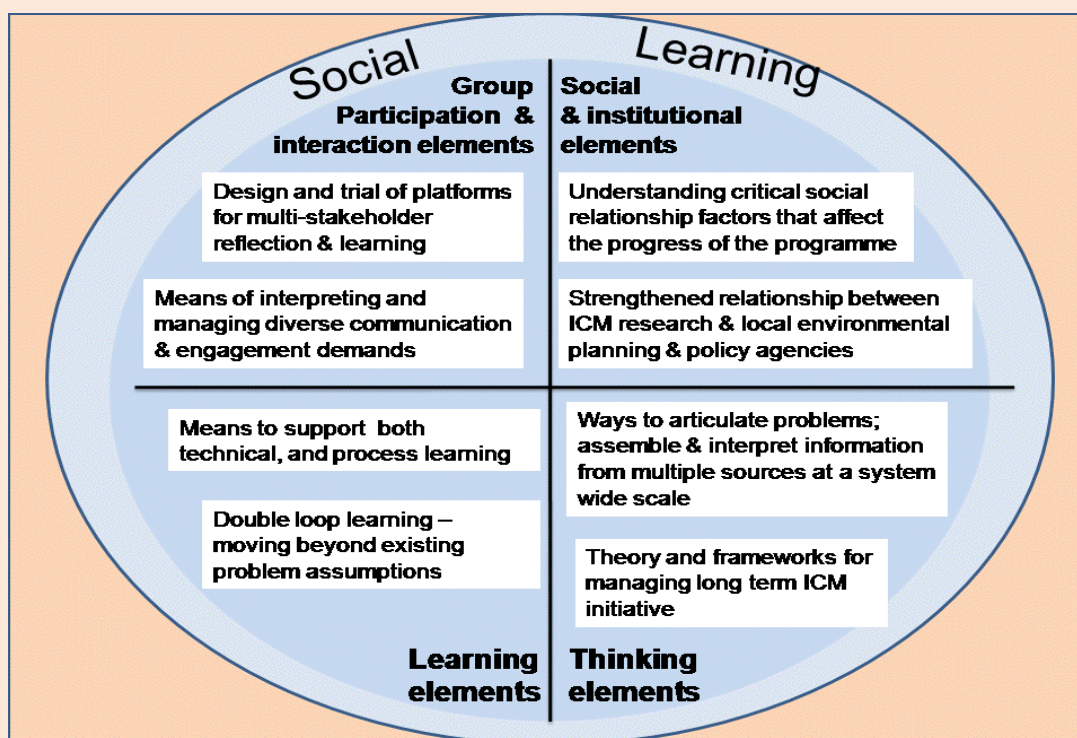 Social Learning
Group
Participation &
interaction elements
Social
& institutional
elements
Design and trial of platforms
for multi-stakeholder
reflection & learning
Understanding critical social
relationship factors that affect
the progress of the programme
Means of interpreting and
managing diverse communication
& engagement demands
Strengthened relationship between
ICM research & local environmental
planning & policy agencies
Means to support both
technical, and process learning
Ways to articulate problems;
assemble & interpret information
from multiple sources at a system
wide scale
Double loop learning –
moving beyond existing
problem assumptions
Theory and frameworks for
managing long term ICM
initiative
Learning
elements
Thinking
elements